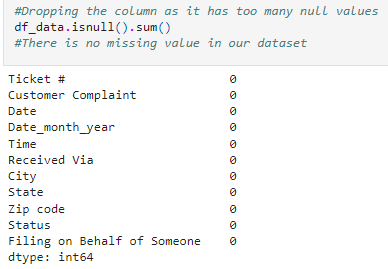 #Dropping the column as it has too many null values
df_data.isnull().sum()
#There is no missing value in our dataset
Ticket # 0
Customer Complaint 0
Date 0
Date_month_year 0
Time 0
Received Via 0
City 0
State 0
Zip code 0
Status 0
Filing on Behalf of Someone 0
dtype: int64